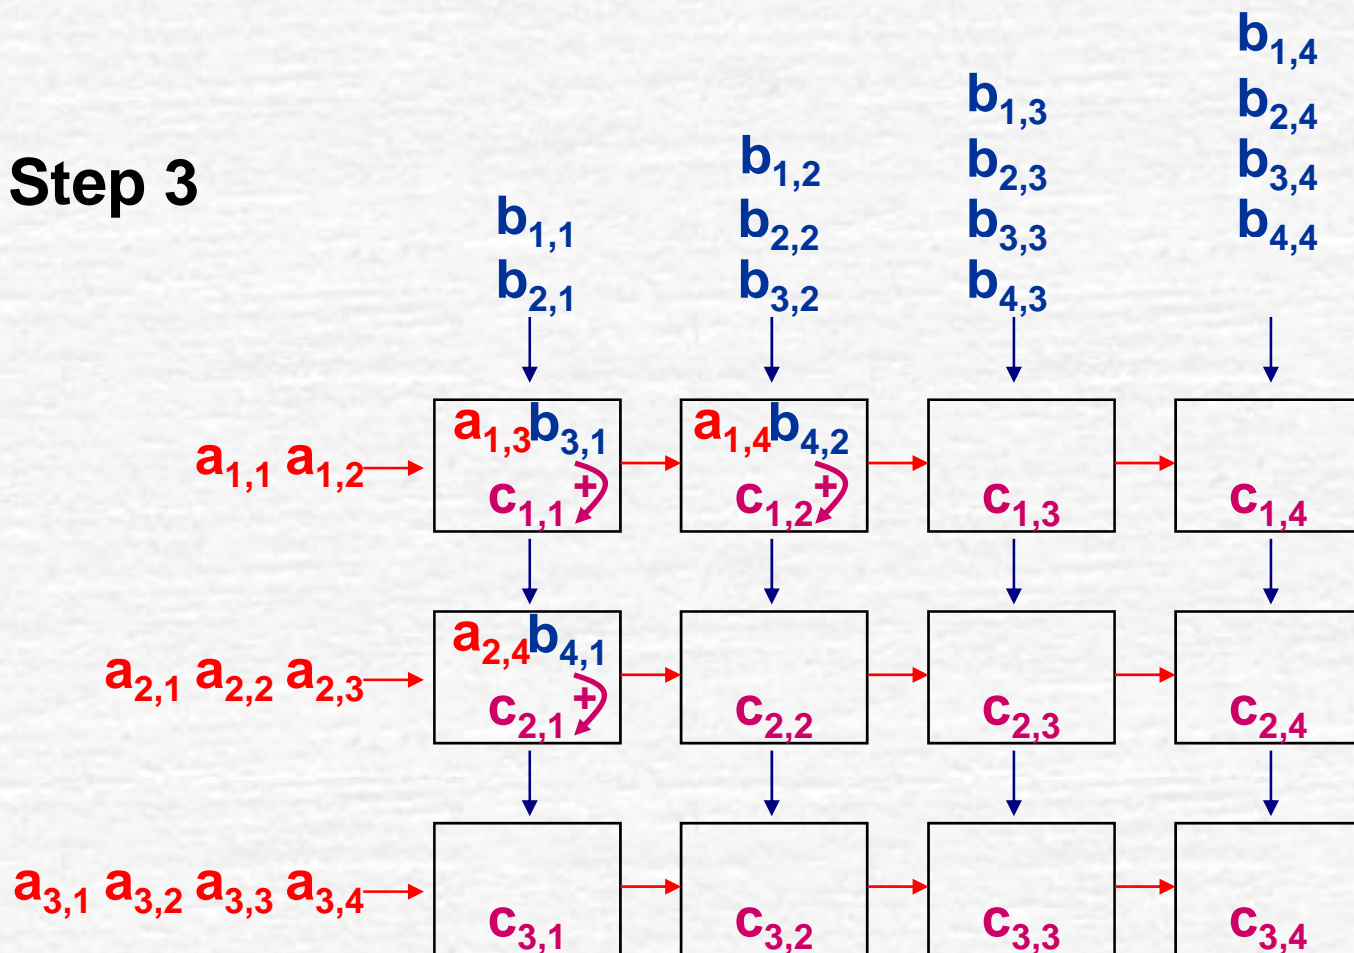 b1,4
b1,3
b2,4
Step 3
b1,2
b2,3
b3,4
b1,1
b2,2
b3,3
b4,4
b2,1
b3,2
b4,3
a1,1 a1,2
a1,3b3,1
a1,4b4,2
+
+
c1,1
c1,2
c1,3
c1,4
a2,1 a2,2 a2,3
a2,4b4,1
+
c2,1
c2,2
c2,3
c2,4
a3,1 a3,2 a3,3 a3,4
c3,1
c3,2
c3,3
c3,4